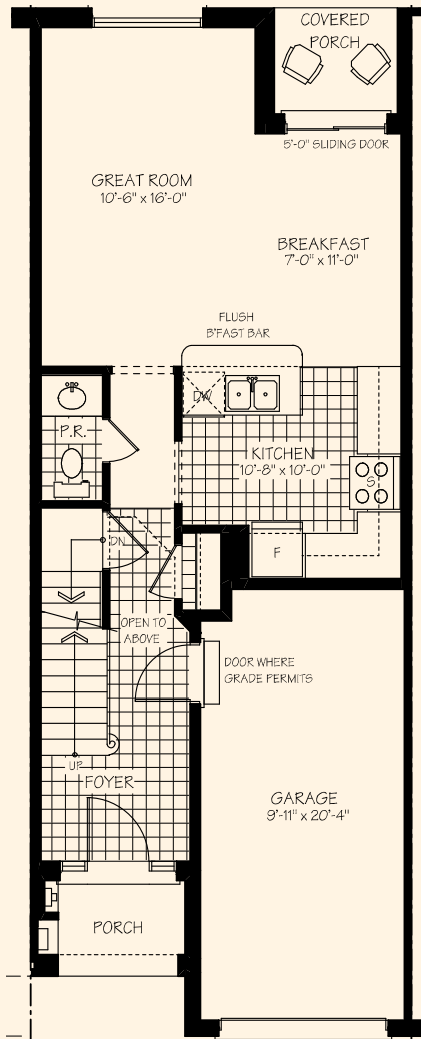 COVERED
PORCH
5'-0" SLIDING DOOR
GREAT ROOM
10'-6" x 16'-0"
BREAKFAST
7'-0" x 11'-0"
FLUSH
B'FAST BAR
DW
P.R.
KITCHEN
10'-8" x 10'-0"
S
DN
F
OPEN TO
ABOVE
DOOR WHERE
GRADE PERMITS
UP
FOYER
GARAGE
9'-11" x 20'-4"
PORCH